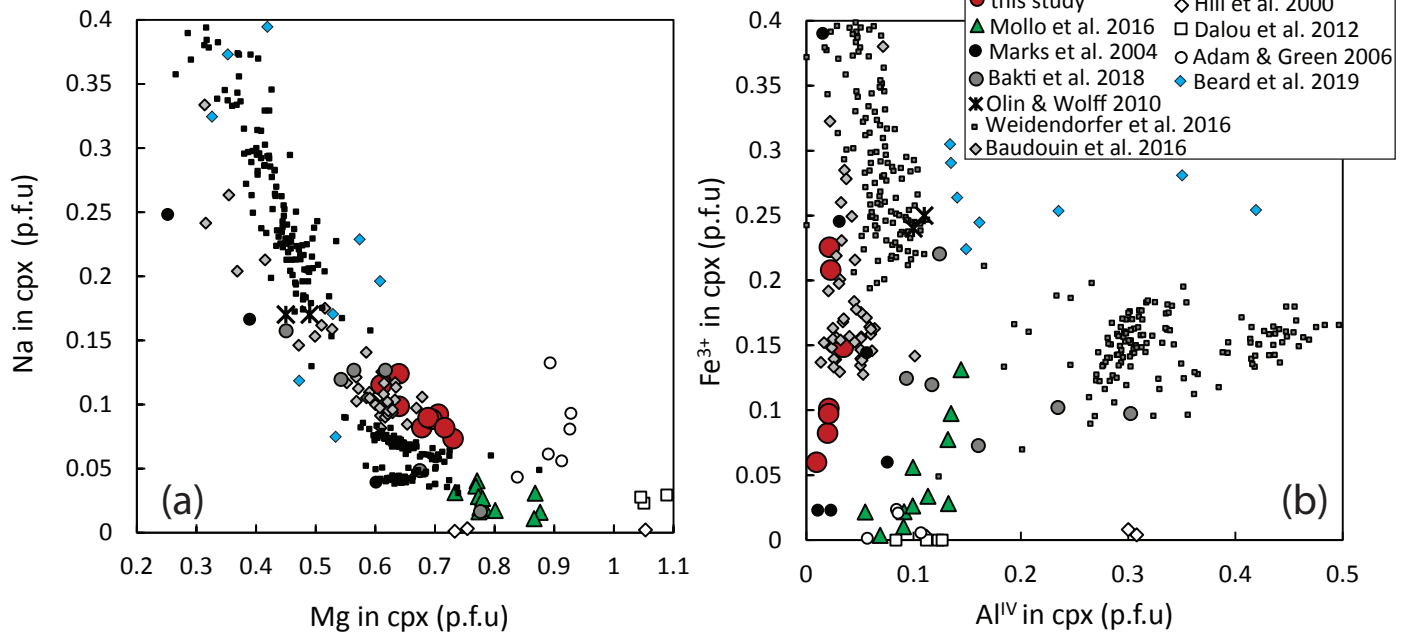 0.4
0.35
0.3
0.25
0.2
0.15
0.1
0.05
0
Na in cpx (p.f.u)
(a)
0.2 0.3 0.4 0.5 0.6 0.7 0.8 0.9 1 1.1
Mg in cpx (p.f.u)
0.4
0.35
0.3
0.25
0.2
0.15
0.1
0.05
0
Fe³⁺ in cpx (p.f.u)
this study
Mollo et al. 2016
Marks et al. 2004
Bakti et al. 2018
Olin & Wolff 2010
Weidendorfer et al. 2016
Baudouin et al. 2016
Hill et al. 2000
Dalou et al. 2012
Adam & Green 2006
Beard et al. 2019
(b)
0 0.1 0.2 0.3 0.4 0.5
Alᴵⱽ in cpx (p.f.u)